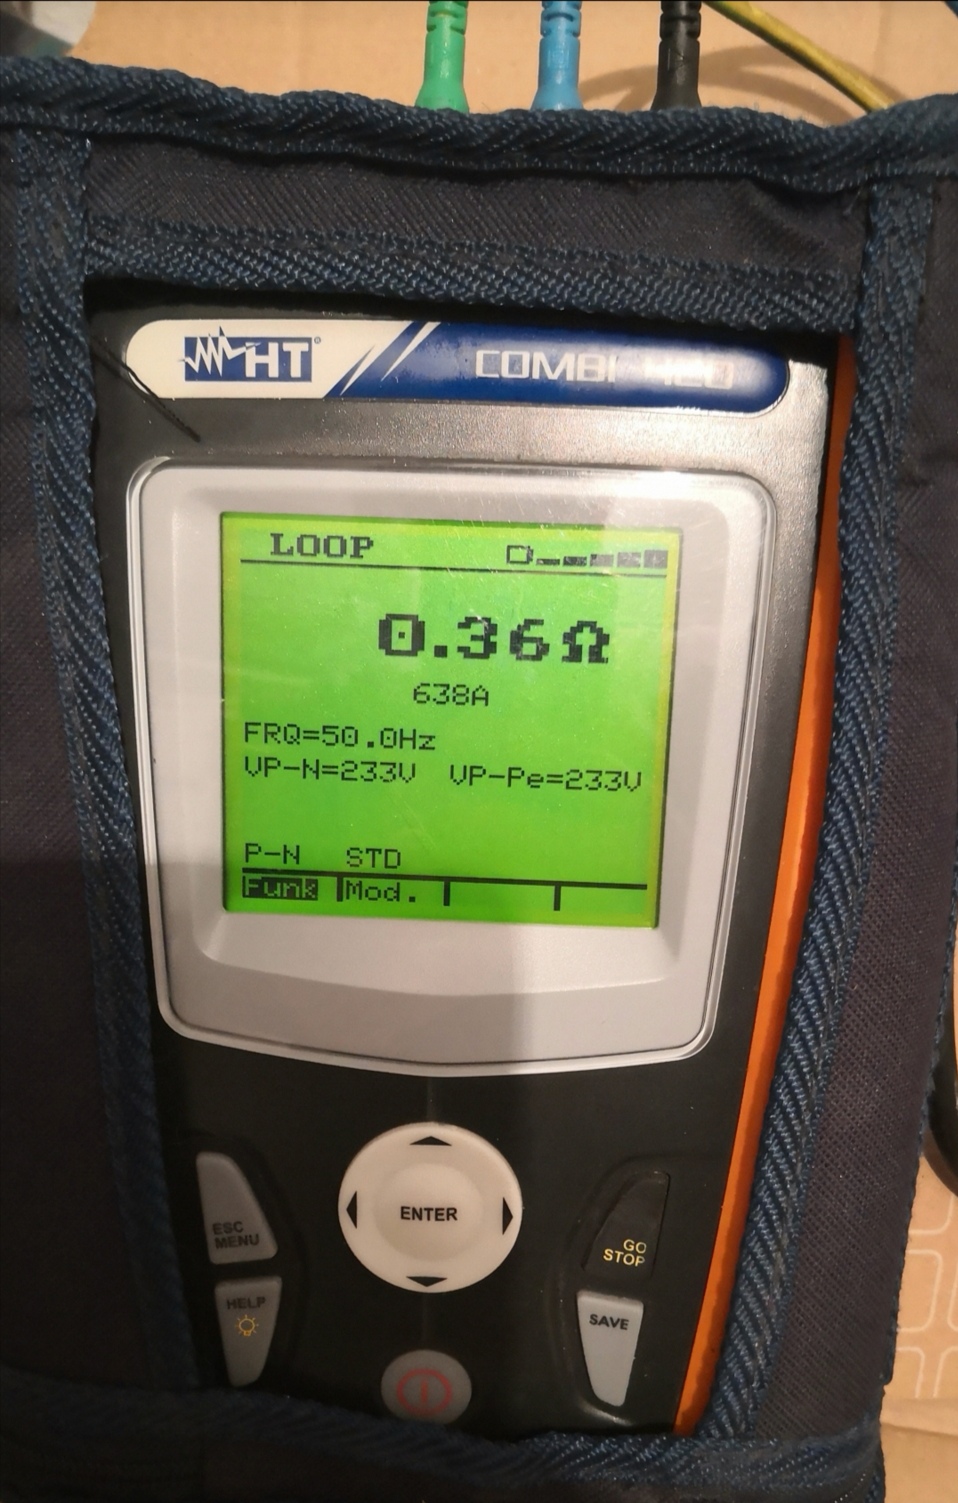 HT COMBI 420
LOOP
0.36Ω
638A
FRQ=50.0Hz
VP-N=233V VP-Pe=233V
P-N STD
Funk Mod.
ENTER
ESC
MENU
GO
STOP
HELP
SAVE